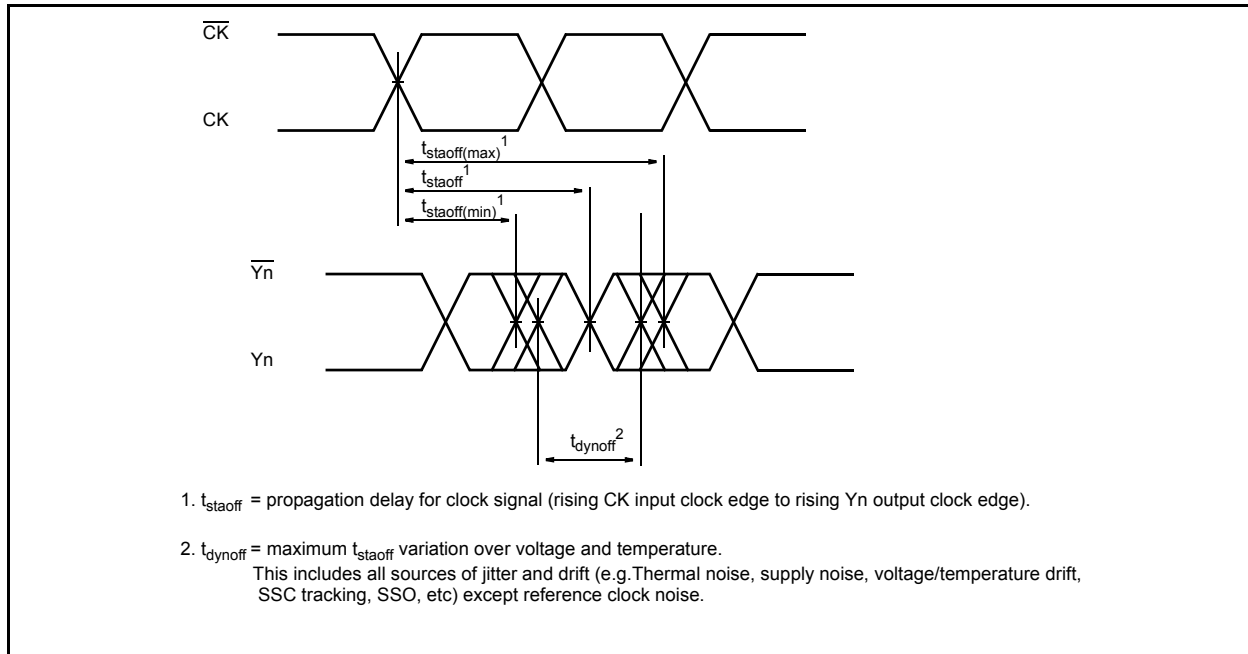 C̅K̅
CK
tstaoff(max)1
tstaoff1
tstaoff(min)1
Y̅n̅
Yn
tdynoff2
1. tstaoff = propagation delay for clock signal (rising CK input clock edge to rising Yn output clock edge).
2. tdynoff = maximum tstaoff variation over voltage and temperature.
This includes all sources of jitter and drift (e.g.Thermal noise, supply noise, voltage/temperature drift,
SSC tracking, SSO, etc) except reference clock noise.